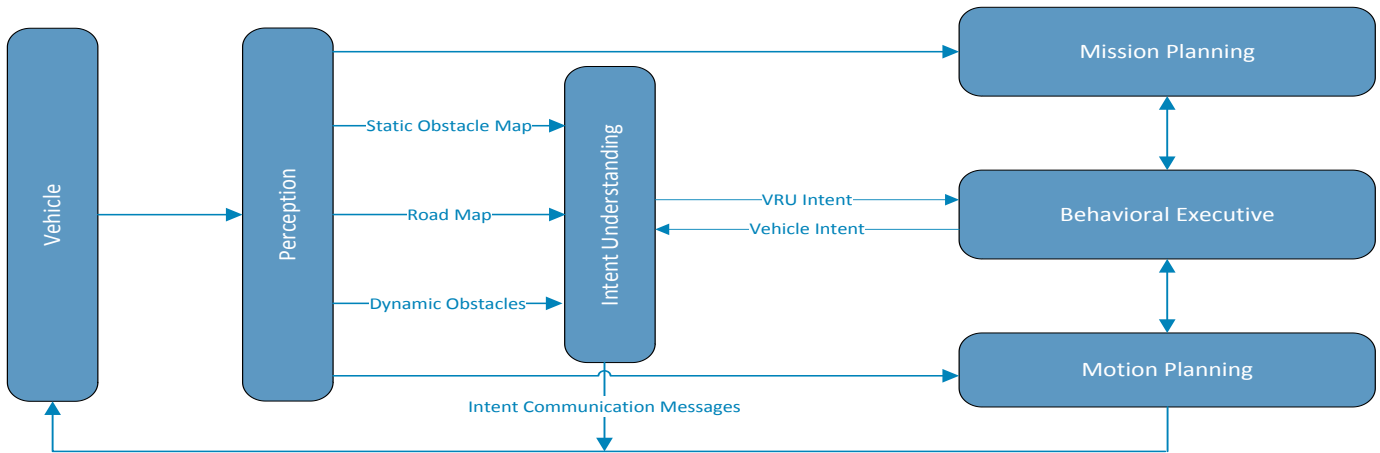 Vehicle
Perception
Static Obstacle Map
Road Map
Dynamic Obstacles
Intent Understanding
VRU Intent
Vehicle Intent
Mission Planning
Behavioral Executive
Motion Planning
Intent Communication Messages